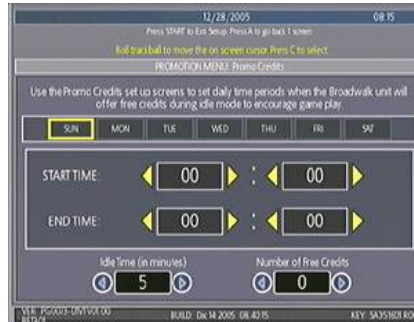 12/28/2005 08:15
Press START to Exit Setup. Press A to go back 1 screen
Roll trackball to move the on screen cursor. Press C to select.
PROMOTION MENU: Promo Credits
Use the Promo Credits set up screens to set daily time periods when the Broadwalk unit will
offer free credits during idle mode to encourage game play.
SUN MON TUE WED THU FRI SAT
START TIME: 00 : 00
END TIME: 00 : 00
Idle Time (in minutes) Number of Free Credits
5 0
BUILD: Dec 14 2005 08:40:15